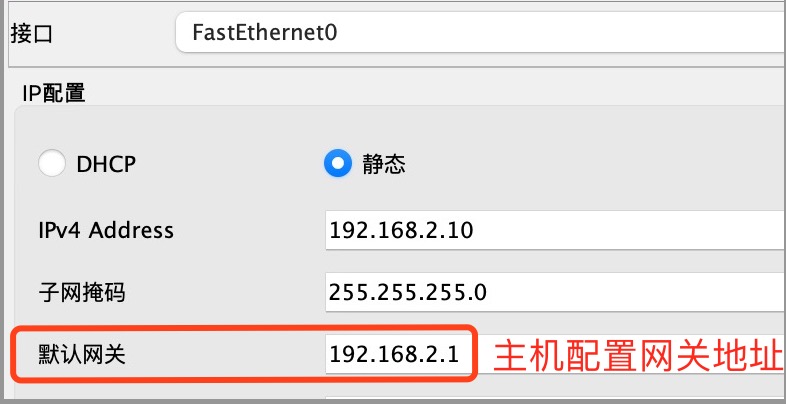 接口 FastEthernet0
IP配置
DHCP 静态
IPv4 Address 192.168.2.10
子网掩码 255.255.255.0
默认网关 192.168.2.1 主机配置网关地址